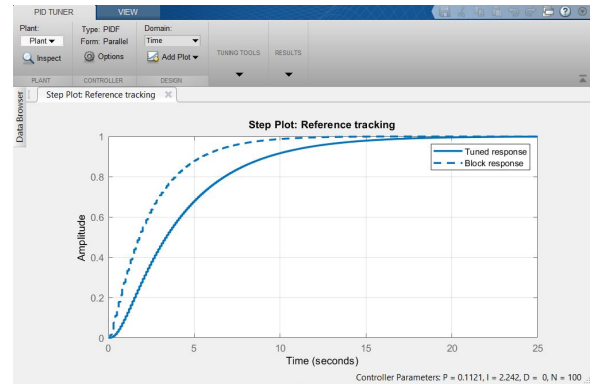 PID TUNER VIEW
Plant: Type: PIDF Domain:
Plant Form: Parallel Time
Inspect Options Add Plot TUNING TOOLS RESULTS
PLANT CONTROLLER DESIGN
Data Browser
Step Plot: Reference tracking
Step Plot: Reference tracking
Tuned response
Block response
Amplitude
1
0.8
0.6
0.4
0.2
0
0 5 10 15 20 25
Time (seconds)
Controller Parameters: P = 0.1121, I = 2.242, D = 0, N = 100